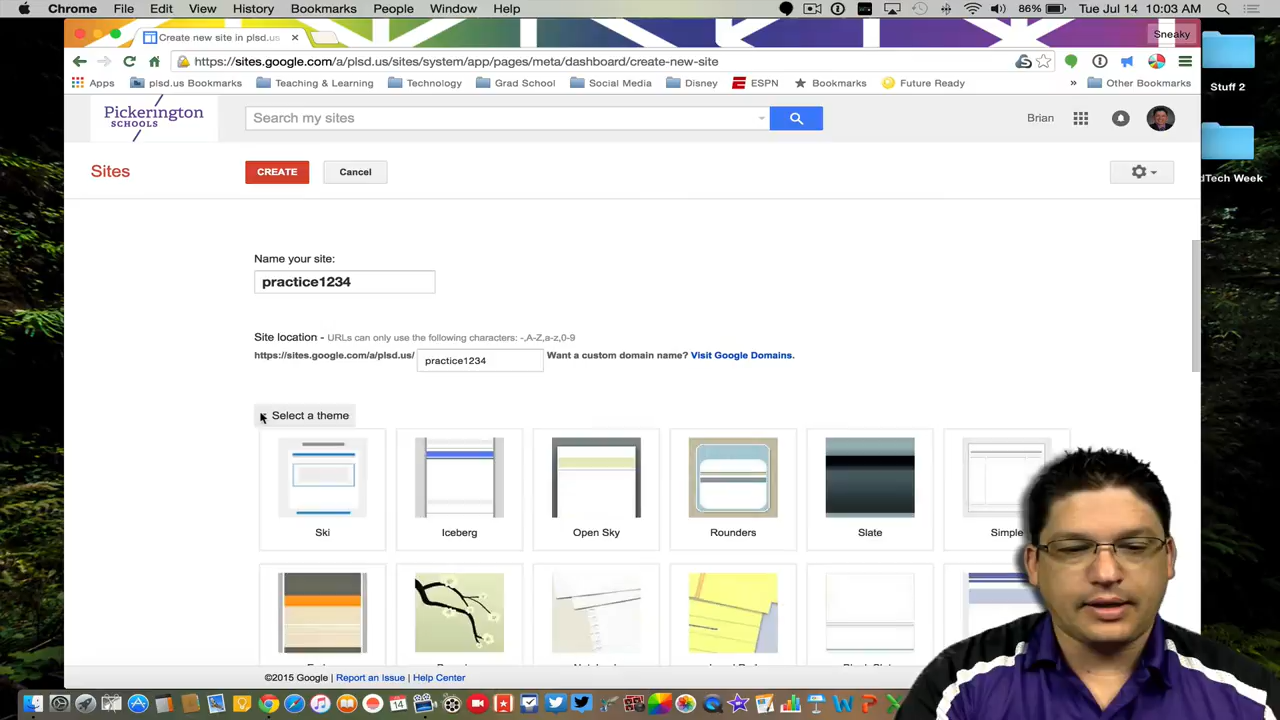 Chrome File Edit View History Bookmarks People Window Help 86% Tue Jul 14 10:03 AM
Create new site in plsd.us
Sneaky
https://sites.google.com/a/plsd.us/sites/system/app/pages/meta/dashboard/create-new-site
Apps plsd.us Bookmarks Teaching & Learning Technology Grad School Social Media Disney ESPN Bookmarks Future Ready » Other Bookmarks
Stuff 2
Pickerington
SCHOOLS
Search my sites
Brian
dTech Week
Sites
CREATE
Cancel
Name your site:
practice1234
Site location - URLs can only use the following characters: -,A-Z,a-z,0-9
https://sites.google.com/a/plsd.us/ practice1234 Want a custom domain name? Visit Google Domains.
Select a theme
Ski Iceberg Open Sky Rounders Slate Simple
©2015 Google | Report an Issue | Help Center